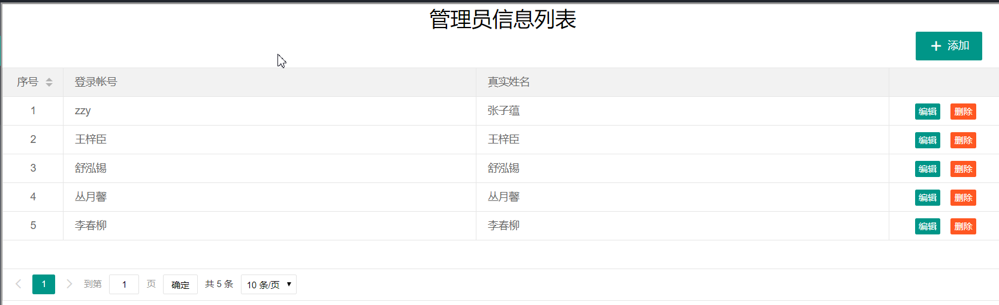 管理员信息列表
添加
序号 登录帐号 真实姓名
1 zzy 张子蕴 编辑 删除
2 王梓臣 王梓臣 编辑 删除
3 舒泓锡 舒泓锡 编辑 删除
4 丛月馨 丛月馨 编辑 删除
5 李春柳 李春柳 编辑 删除
1 到第 1 页 确定 共 5 条 10 条/页